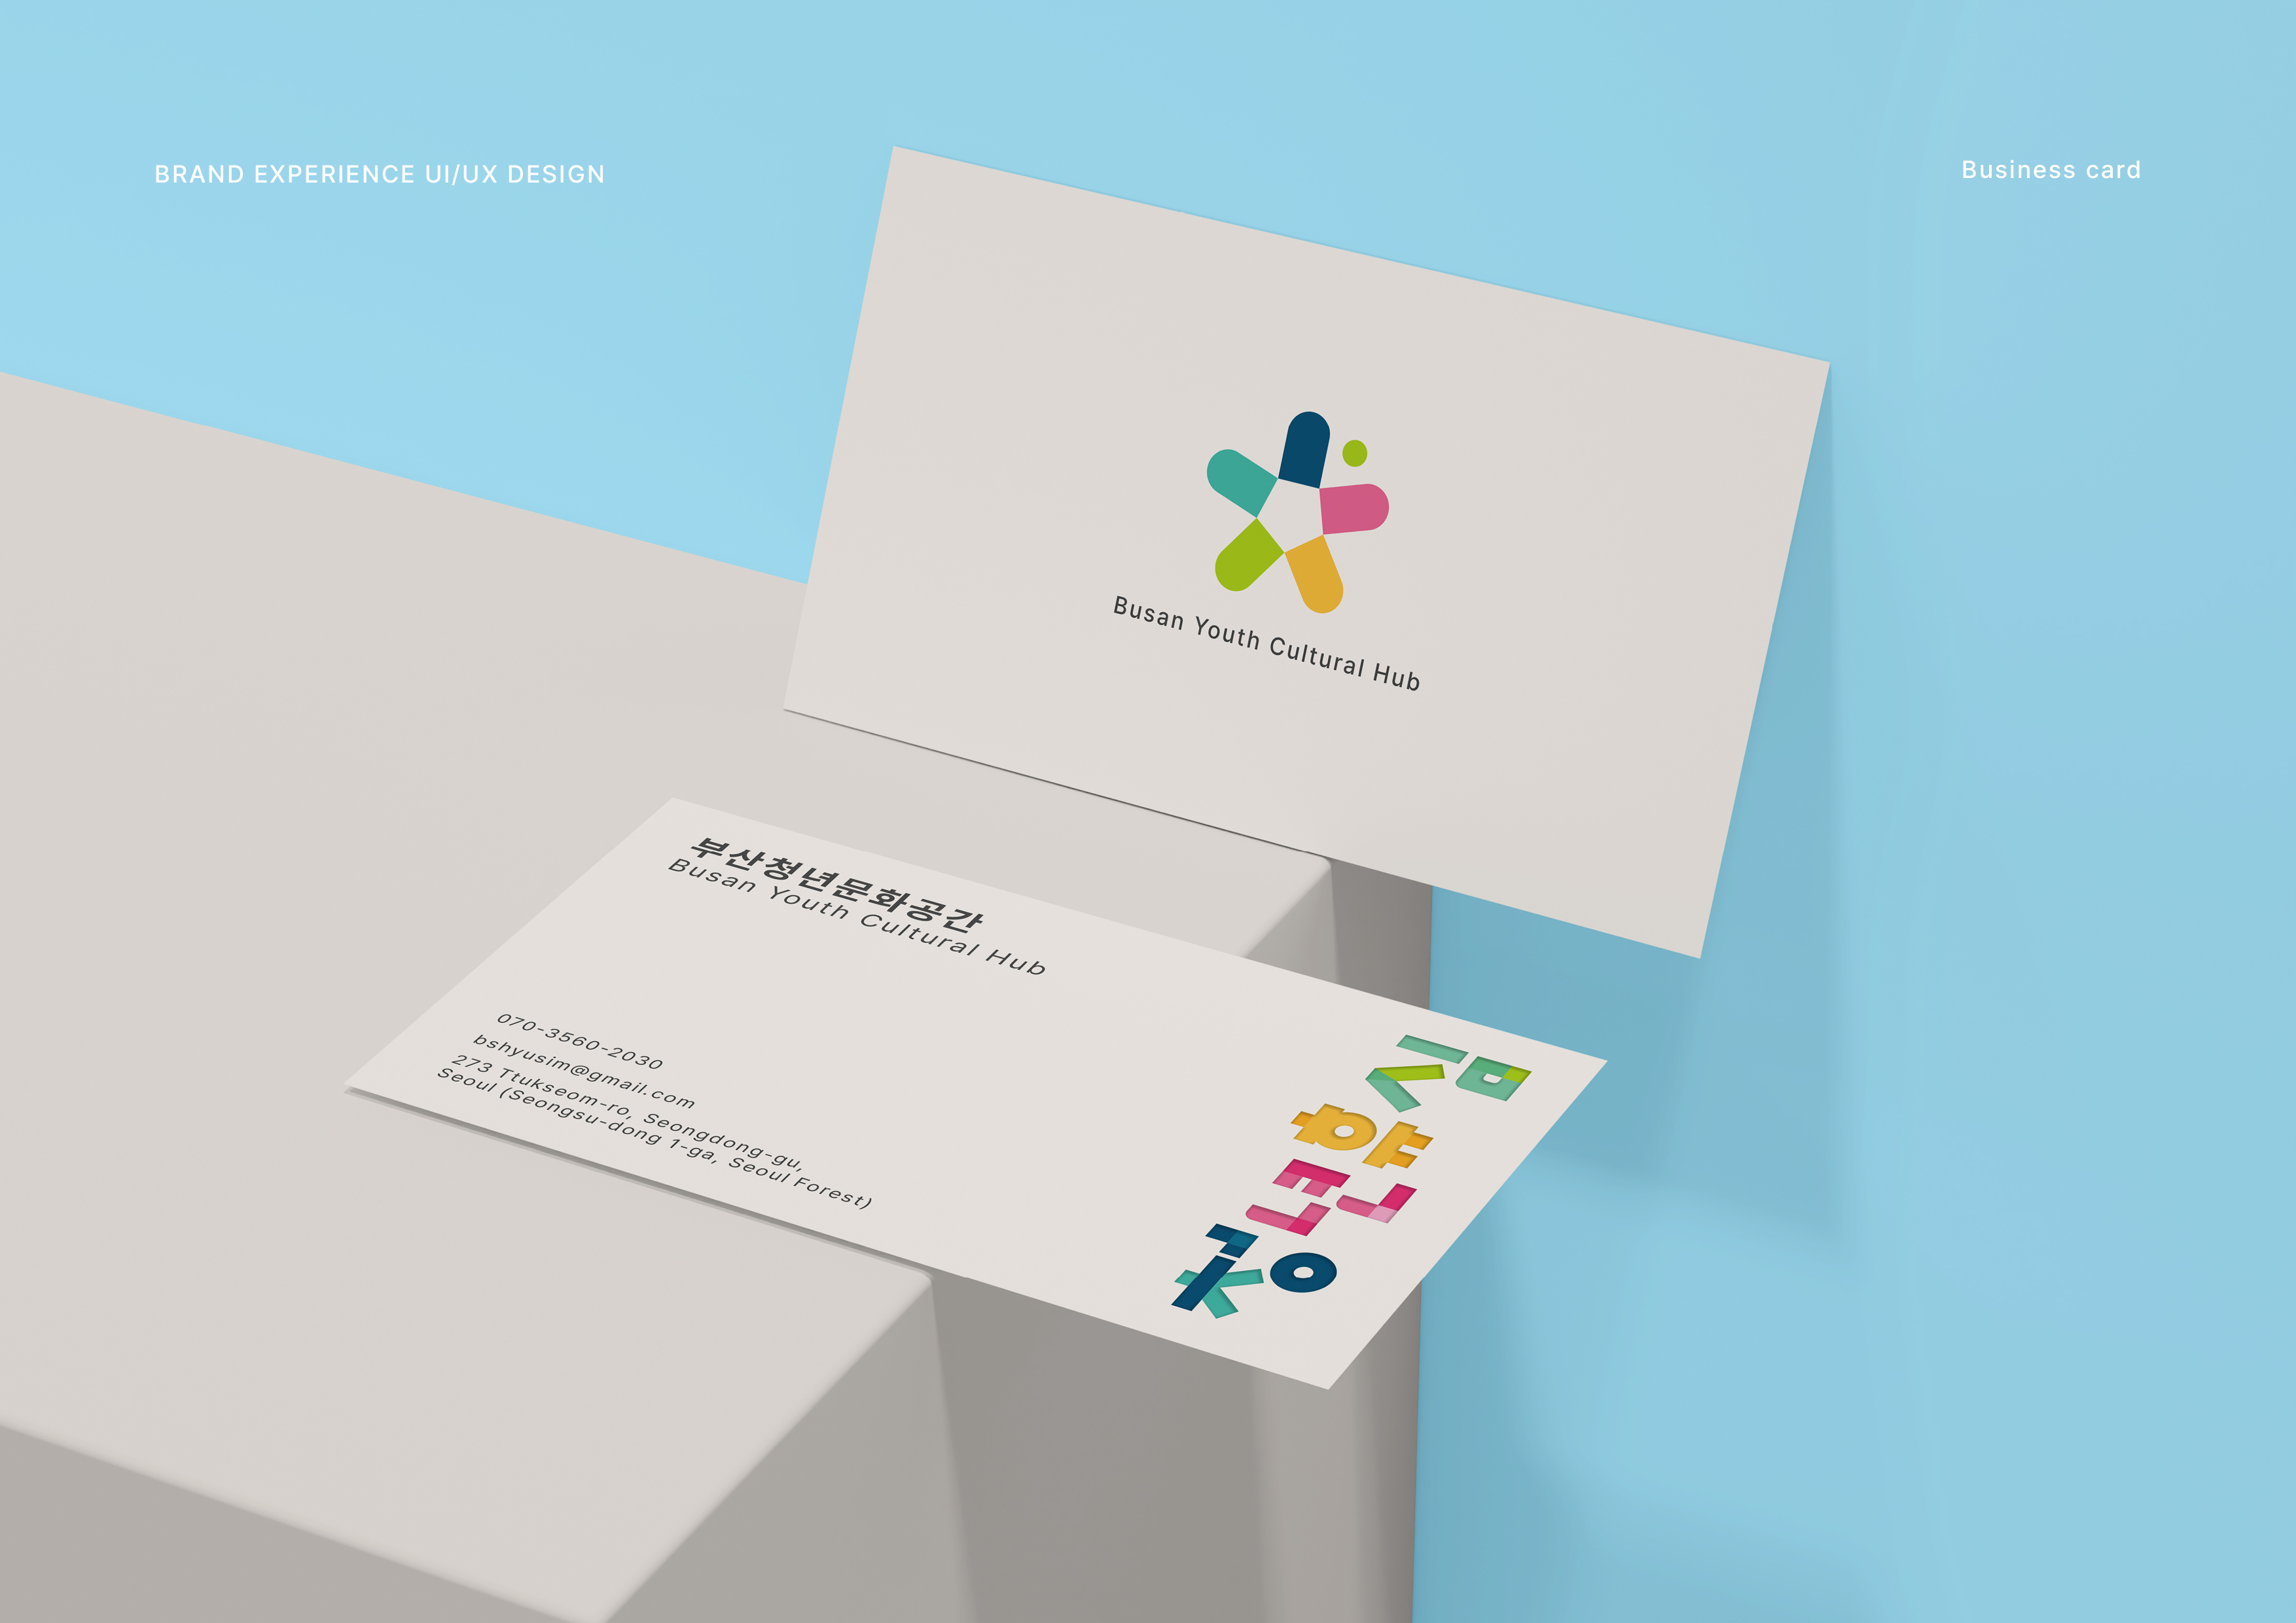 BRAND EXPERIENCE UI/UX DESIGN
Business card
Busan Youth Cultural Hub
부산청년문화공간
Busan Youth Cultural Hub
070-3560-2030
bshyusim@gmail.com
273 Ttukseom-ro, Seongdong-gu,
Seoul (Seongsu-dong 1-ga, Seoul Forest)